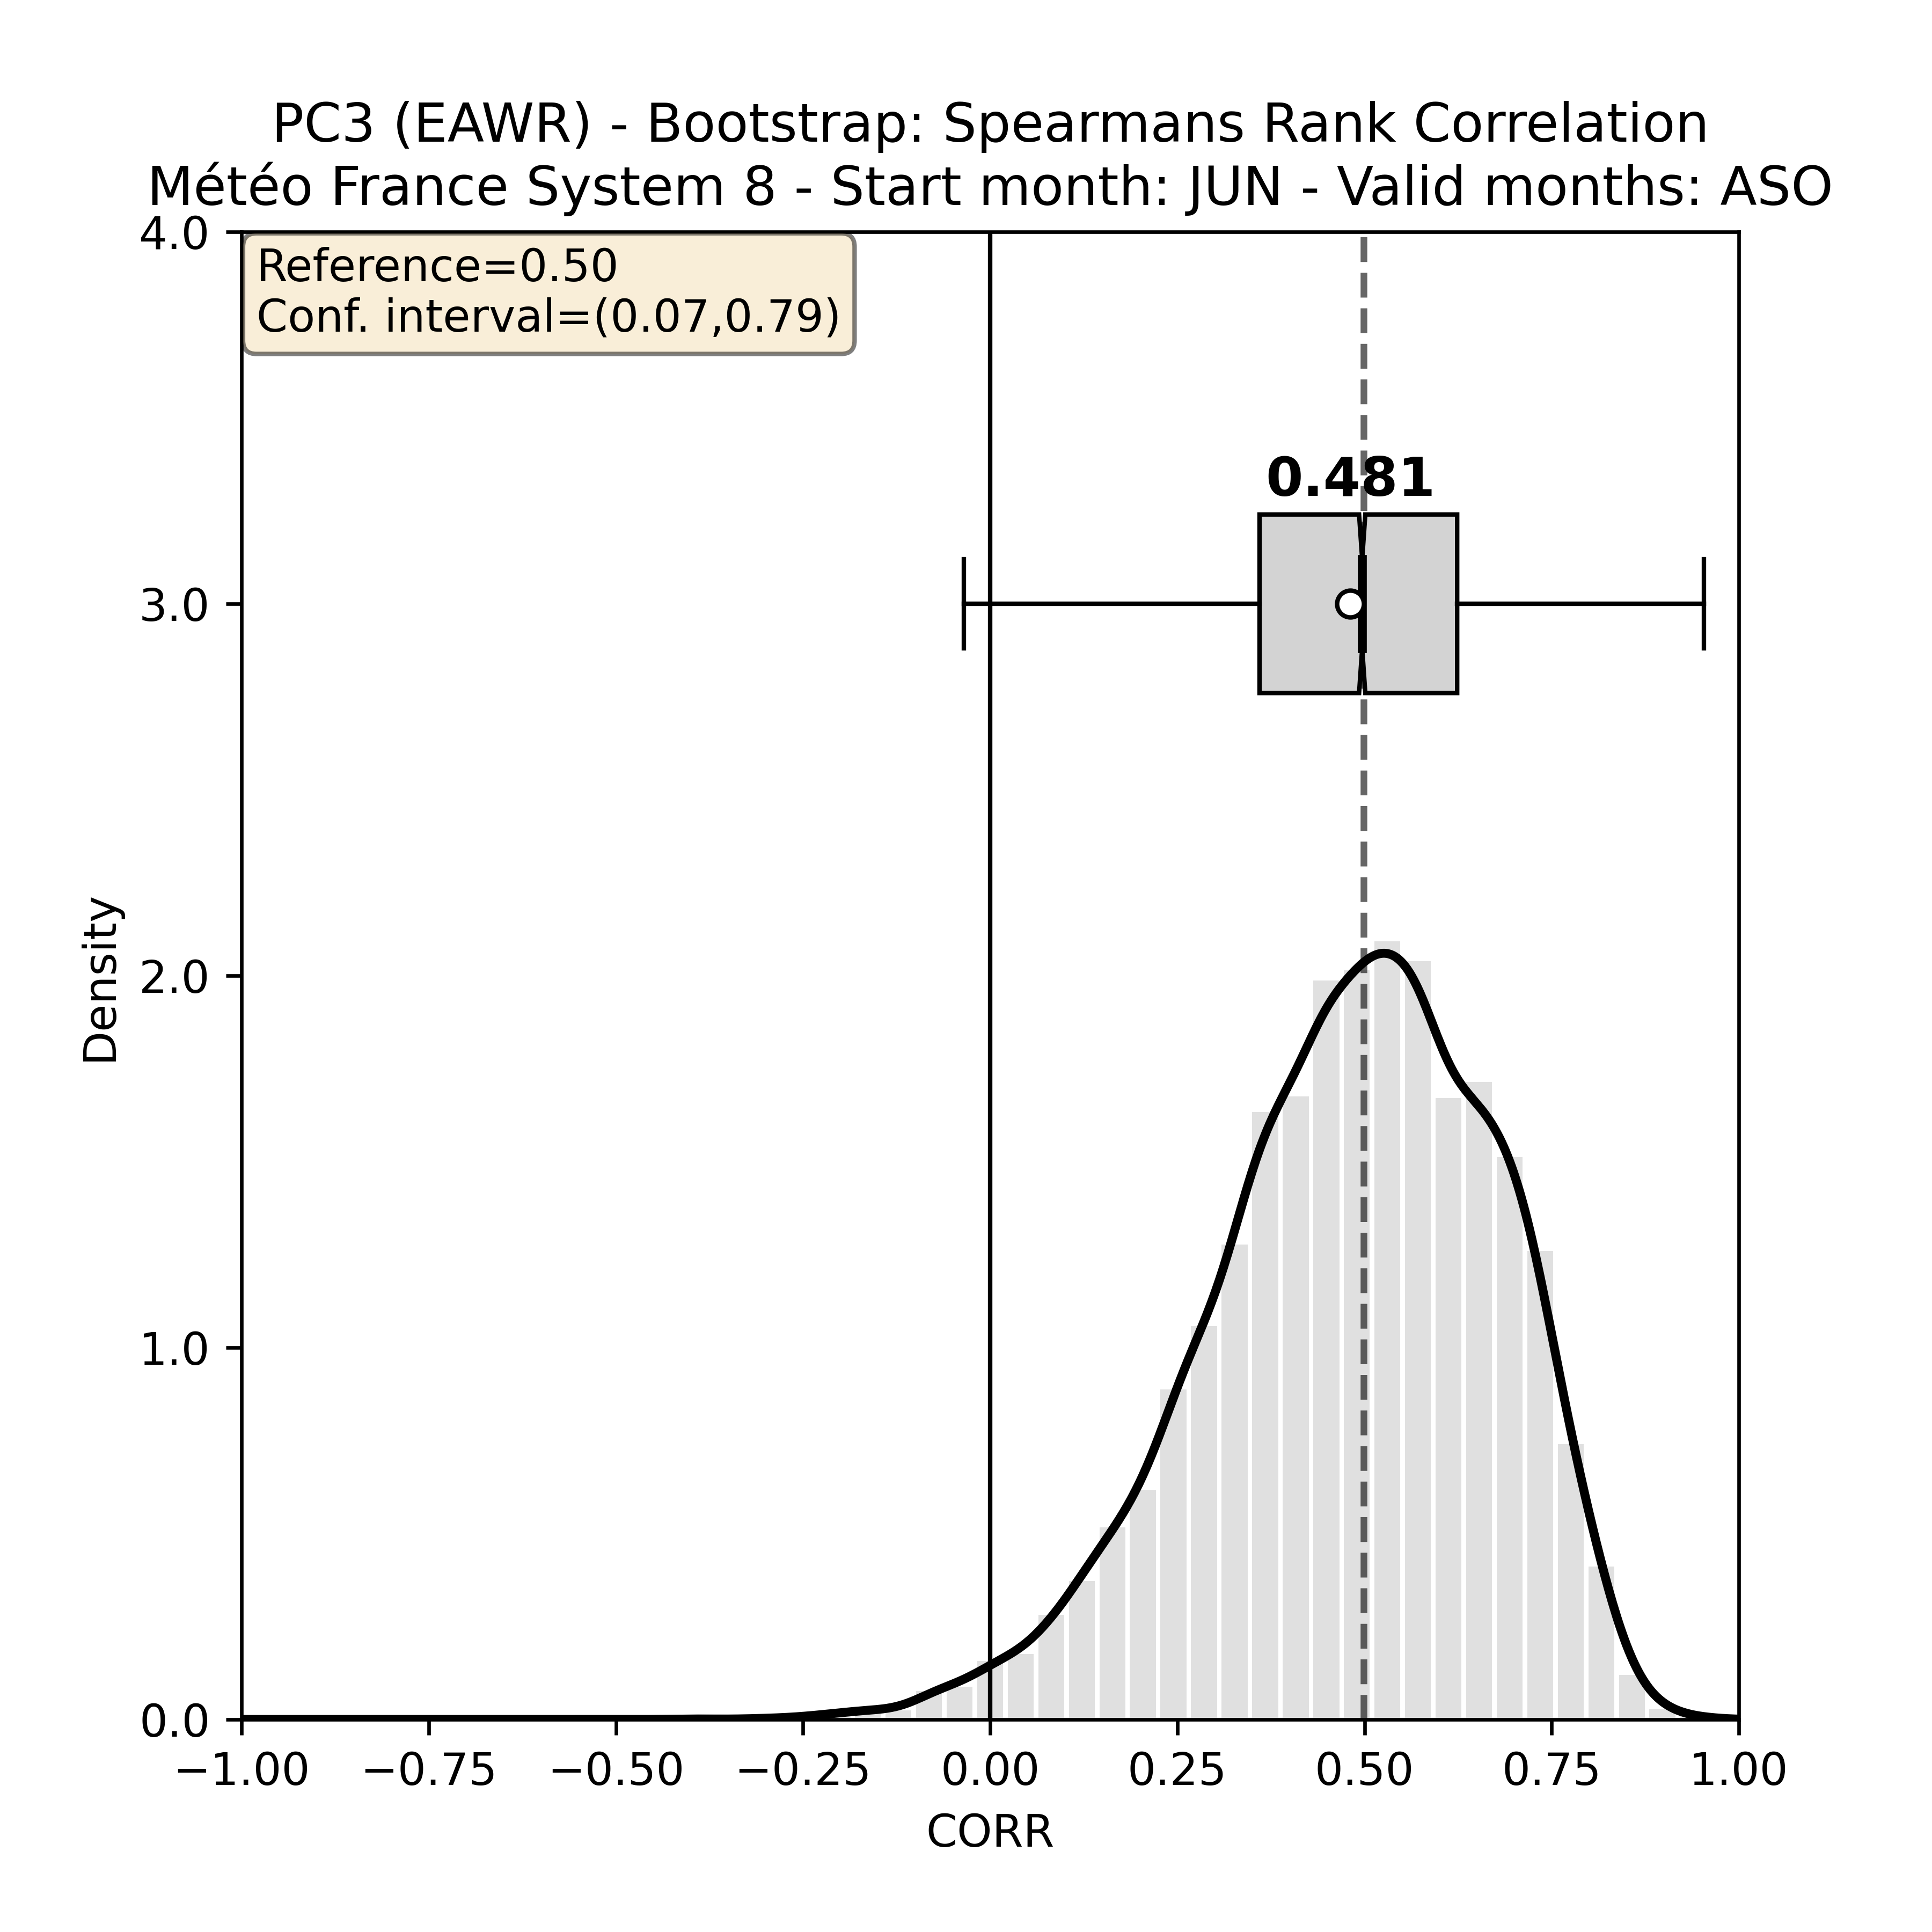 PC3 (EAWR) - Bootstrap: Spearmans Rank Correlation
Météo France System 8 - Start month: JUN - Valid months: ASO
Reference=0.50
Conf. interval=(0.07,0.79)
0.481
Density
4.0
3.0
2.0
1.0
0.0
−1.00 −0.75 −0.50 −0.25 0.00 0.25 0.50 0.75 1.00
CORR